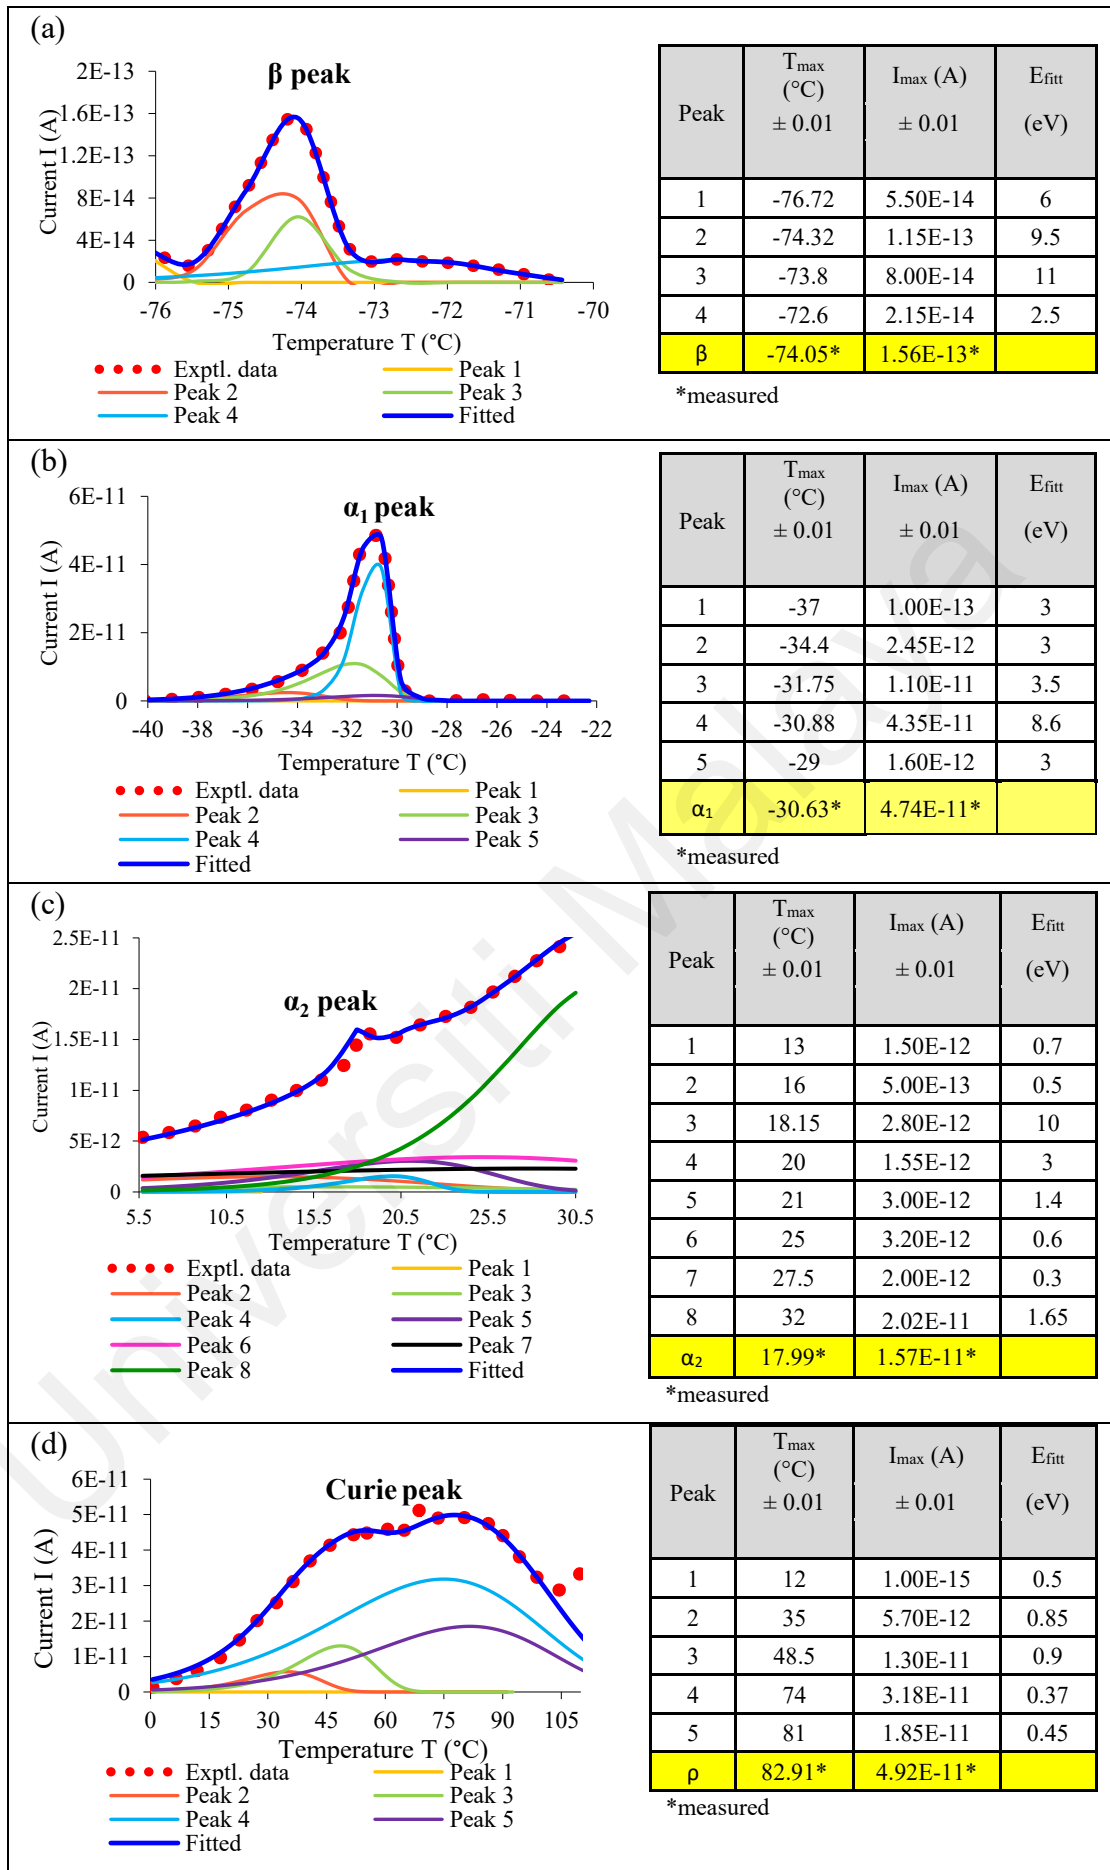 (a)
β peak
2E-13
1.6E-13
1.2E-13
8E-14
4E-14
0
Current I (A)
-76 -75 -74 -73 -72 -71 -70
Temperature T (°C)
Exptl. data Peak 1
Peak 2 Peak 3
Peak 4 Fitted
Peak Tmax (°C) ± 0.01 Imax (A) ± 0.01 Efitt (eV)
1 -76.72 5.50E-14 6
2 -74.32 1.15E-13 9.5
3 -73.8 8.00E-14 11
4 -72.6 2.15E-14 2.5
β -74.05* 1.56E-13*
*measured
(b)
α1 peak
6E-11
4E-11
2E-11
0
Current I (A)
-40 -38 -36 -34 -32 -30 -28 -26 -24 -22
Temperature T (°C)
Exptl. data Peak 1
Peak 2 Peak 3
Peak 4 Peak 5
Fitted
Peak Tmax (°C) ± 0.01 Imax (A) ± 0.01 Efitt (eV)
1 -37 1.00E-13 3
2 -34.4 2.45E-12 3
3 -31.75 1.10E-11 3.5
4 -30.88 4.35E-11 8.6
5 -29 1.60E-12 3
α1 -30.63* 4.74E-11*
*measured
(c)
α2 peak
2.5E-11
2E-11
1.5E-11
1E-11
5E-12
0
Current I (A)
5.5 10.5 15.5 20.5 25.5 30.5
Temperature T (°C)
Exptl. data Peak 1
Peak 2 Peak 3
Peak 4 Peak 5
Peak 6 Peak 7
Peak 8 Fitted
Peak Tmax (°C) ± 0.01 Imax (A) ± 0.01 Efitt (eV)
1 13 1.50E-12 0.7
2 16 5.00E-13 0.5
3 18.15 2.80E-12 10
4 20 1.55E-12 3
5 21 3.00E-12 1.4
6 25 3.20E-12 0.6
7 27.5 2.00E-12 0.3
8 32 2.02E-11 1.65
α2 17.99* 1.57E-11*
*measured
(d)
Curie peak
6E-11
5E-11
4E-11
3E-11
2E-11
1E-11
0
Current I (A)
0 15 30 45 60 75 90 105
Temperature T (°C)
Exptl. data Peak 1
Peak 2 Peak 3
Peak 4 Peak 5
Fitted
Peak Tmax (°C) ± 0.01 Imax (A) ± 0.01 Efitt (eV)
1 12 1.00E-15 0.5
2 35 5.70E-12 0.85
3 48.5 1.30E-11 0.9
4 74 3.18E-11 0.37
5 81 1.85E-11 0.45
ρ 82.91* 4.92E-11*
*measured
Universiti Malaya